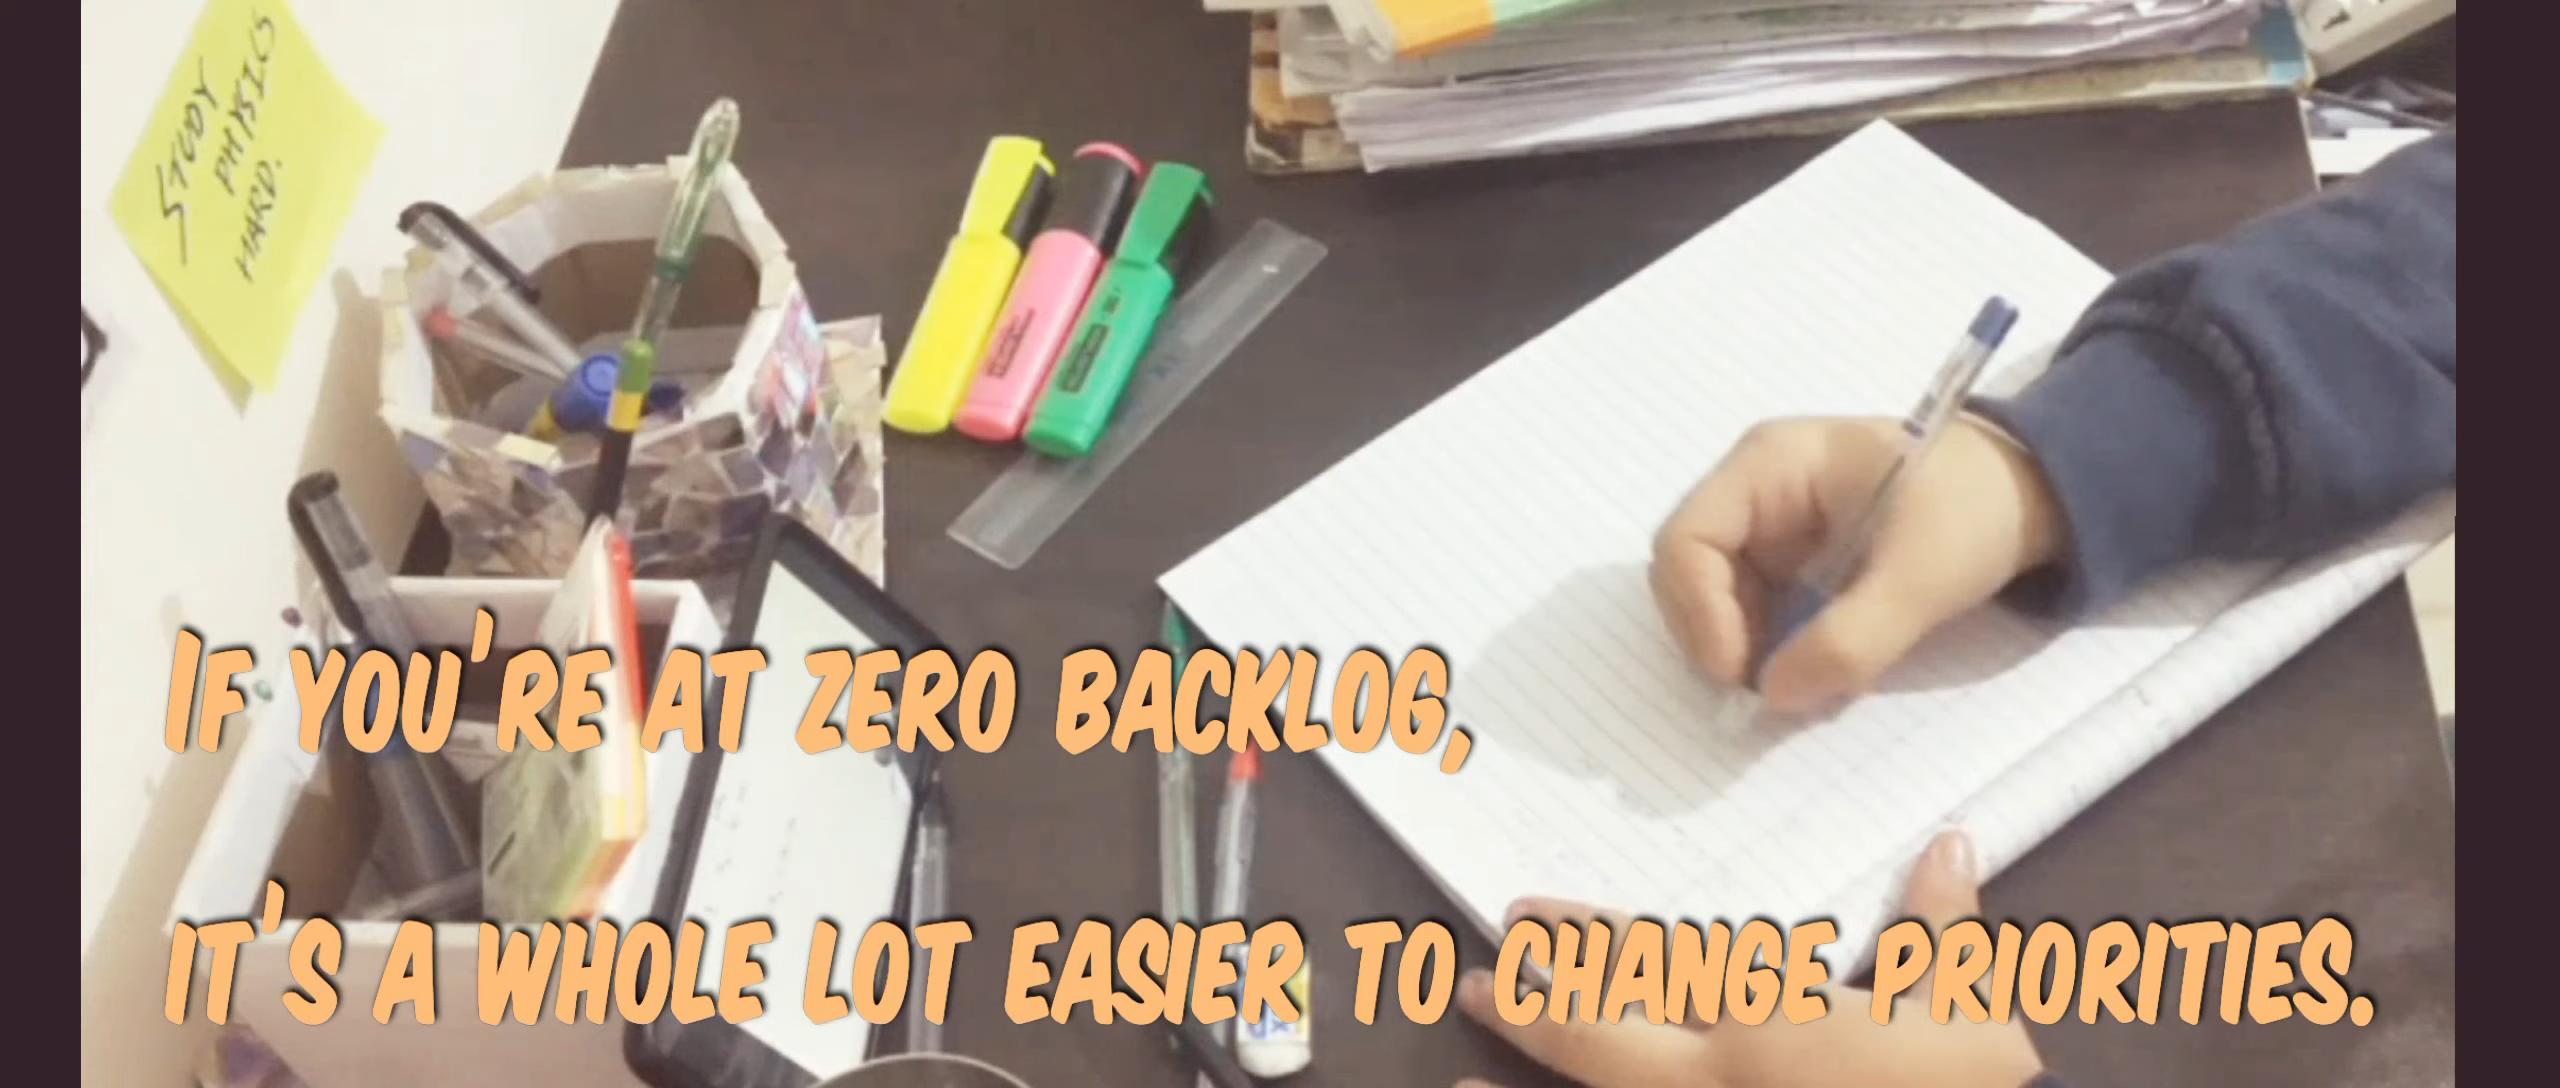 STUDY
PHYSICS
HARD.
IF YOU'RE AT ZERO BACKLOG,
IT'S A WHOLE LOT EASIER TO CHANGE PRIORITIES.